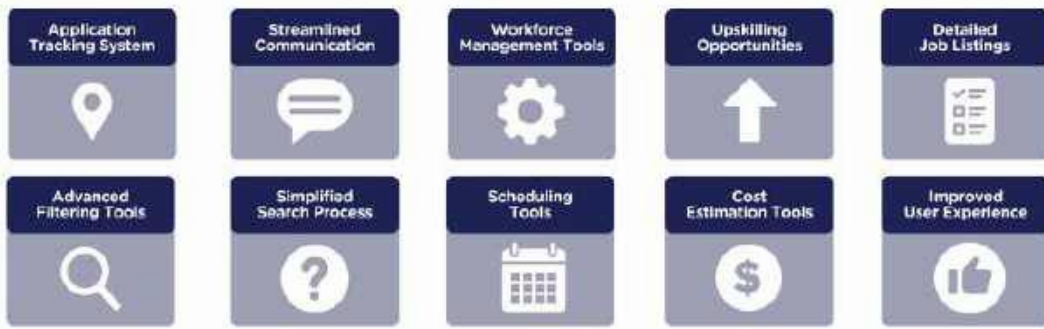 Application
Tracking System
Streamlined
Communication
Workforce
Management Tools
Upskilling
Opportunities
Detailed
Job Listings
Advanced
Filtering Tools
Simplified
Search Process
?
Scheduling
Tools
Cost
Estimation Tools
$
Improved
User Experience